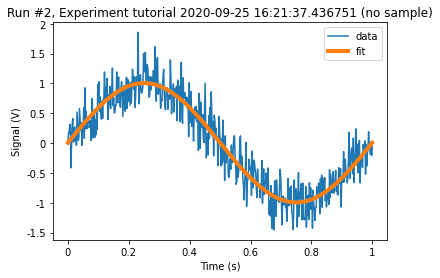 Run #2, Experiment tutorial 2020-09-25 16:21:37.436751 (no sample)
data
fit
Signal (V)
2
1.5
1
0.5
0
-0.5
-1
-1.5
0
0.2
0.4
0.6
0.8
1
Time (s)